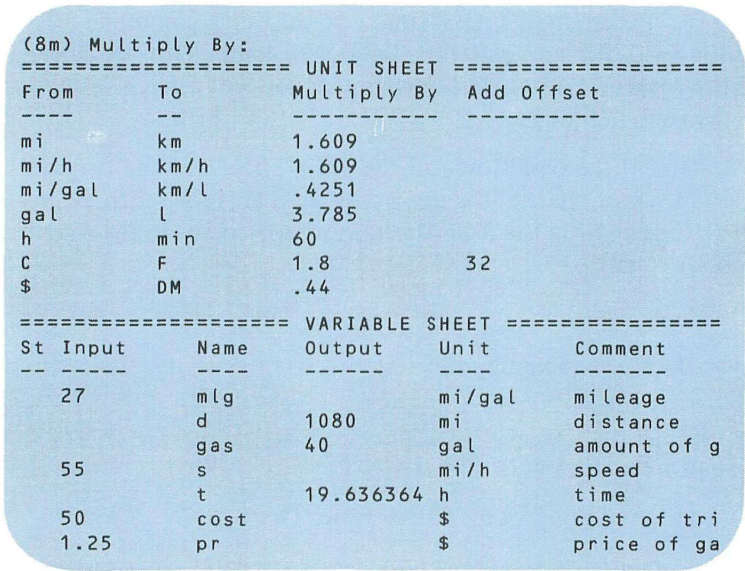 (8m) Multiply By:
==================== UNIT SHEET ====================
From To Multiply By Add Offset
---- -- ----------- ----------
mi km 1.609
mi/h km/h 1.609
mi/gal km/l .4251
gal l 3.785
h min 60
C F 1.8 32
$ DM .44
==================== VARIABLE SHEET ================
St Input Name Output Unit Comment
-- ----- ---- ------ ---- -------
27 mlg mi/gal mileage
d 1080 mi distance
gas 40 gal amount of g
55 s mi/h speed
t 19.636364 h time
50 cost $ cost of tri
1.25 pr $ price of ga